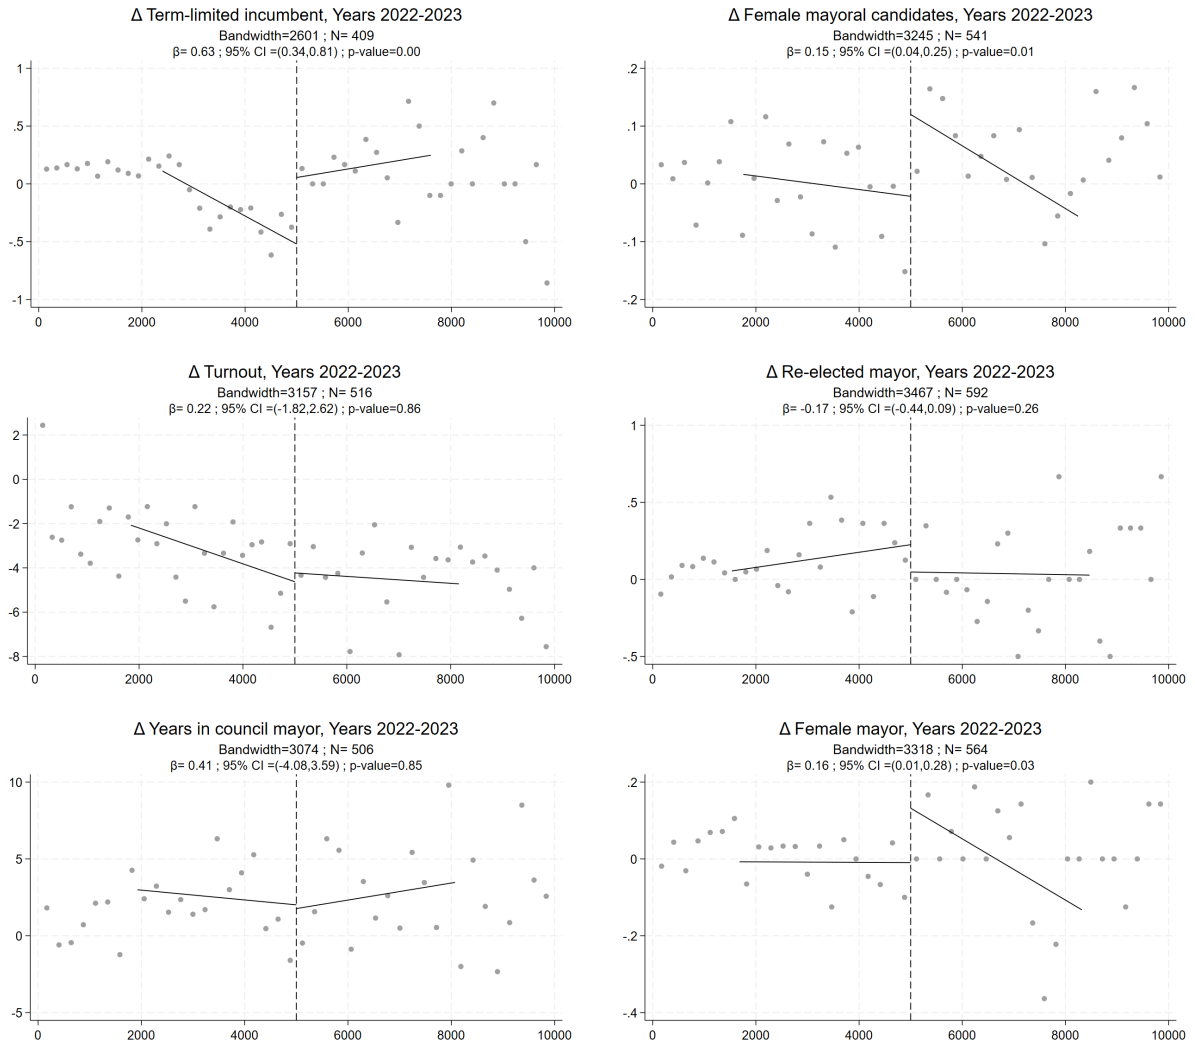 Δ Term-limited incumbent, Years 2022-2023
Bandwidth=2601 ; N= 409
β= 0.63 ; 95% CI =(0.34,0.81) ; p-value=0.00
1
.5
0
-.5
-1
0 2000 4000 6000 8000 10000
Δ Female mayoral candidates, Years 2022-2023
Bandwidth=3245 ; N= 541
β= 0.15 ; 95% CI =(0.04,0.25) ; p-value=0.01
.2
.1
0
-.1
-.2
0 2000 4000 6000 8000 10000
Δ Turnout, Years 2022-2023
Bandwidth=3157 ; N= 516
β= 0.22 ; 95% CI =(-1.82,2.62) ; p-value=0.86
2
0
-2
-4
-6
-8
0 2000 4000 6000 8000 10000
Δ Re-elected mayor, Years 2022-2023
Bandwidth=3467 ; N= 592
β= -0.17 ; 95% CI =(-0.44,0.09) ; p-value=0.26
1
.5
0
-.5
0 2000 4000 6000 8000 10000
Δ Years in council mayor, Years 2022-2023
Bandwidth=3074 ; N= 506
β= 0.41 ; 95% CI =(-4.08,3.59) ; p-value=0.85
10
5
0
-5
0 2000 4000 6000 8000 10000
Δ Female mayor, Years 2022-2023
Bandwidth=3318 ; N= 564
β= 0.16 ; 95% CI =(0.01,0.28) ; p-value=0.03
.2
0
-.2
-.4
0 2000 4000 6000 8000 10000